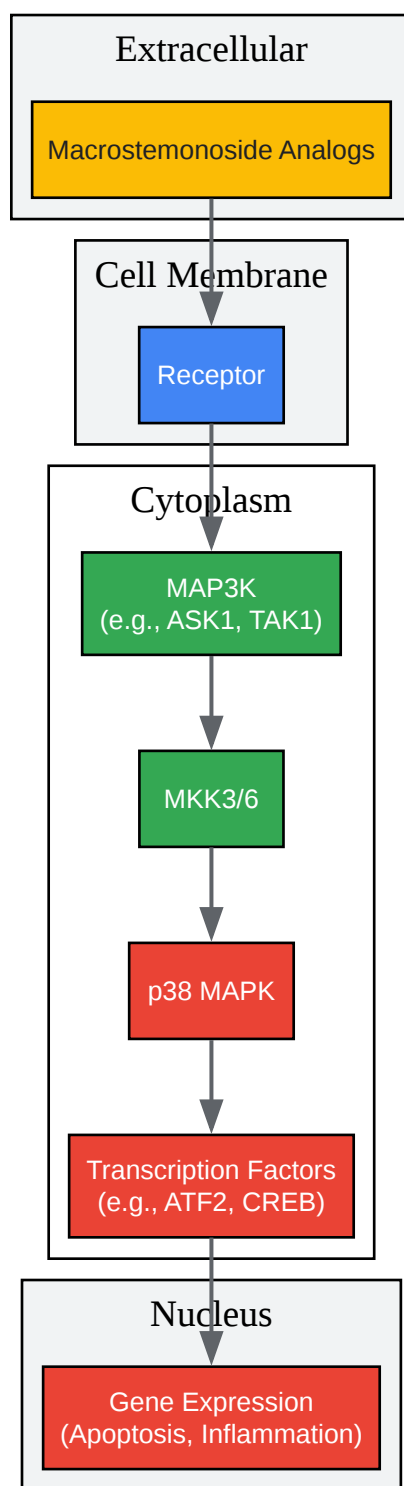 Extracellular
Macrostemonoside Analogs
Cell Membrane
Receptor
Cytoplasm
MAP3K
(e.g., ASK1, TAK1)
MKK3/6
p38 MAPK
Transcription Factors
(e.g., ATF2, CREB)
Nucleus
Gene Expression
(Apoptosis, Inflammation)